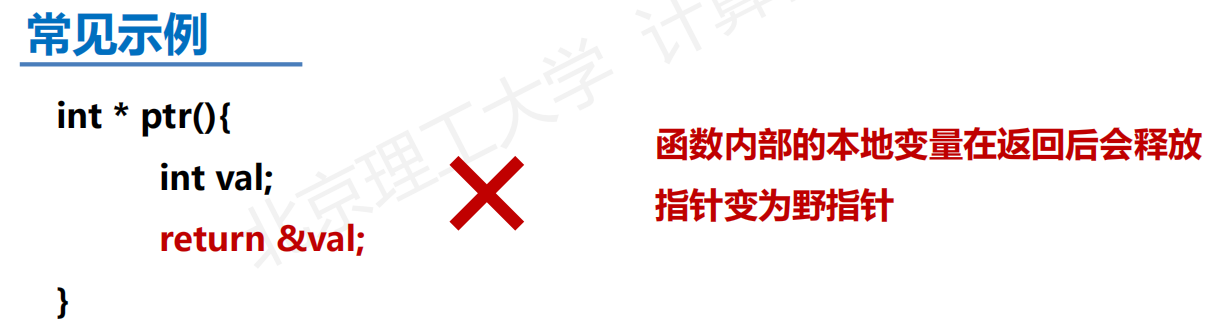 常见示例
int * ptr(){
int val;
return &val;
}
函数内部的本地变量在返回后会释放
指针变为野指针
北京理工大学 计算